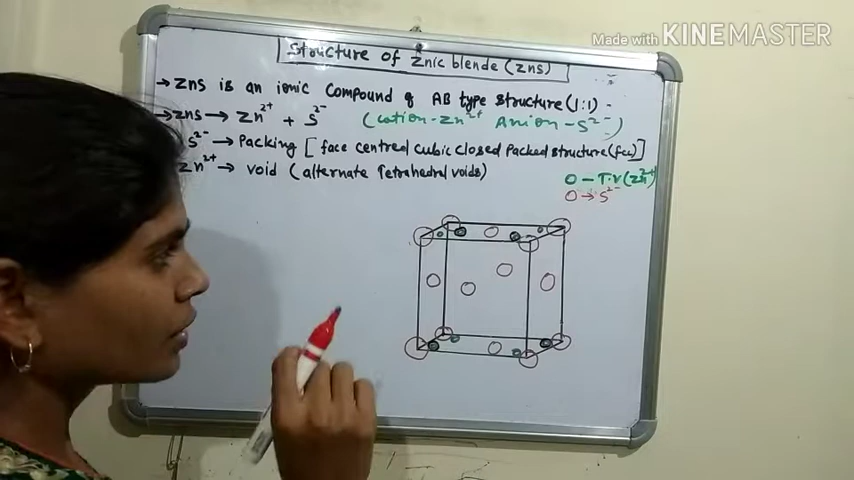 Made with KINEMASTER
Structure of Znic blende (ZnS)
→ ZnS is an ionic compound of AB type structure (1:1) -
→ ZnS → Zn²⁺ + S²⁻ (cation - Zn²⁺ Anion - S²⁻)
S²⁻ → Packing [face centred cubic closed Packed structure (fcc)]
Zn²⁺ → void (alternate Tetrahedral voids)
O - T.V (Zn²⁺)
O → S²⁻